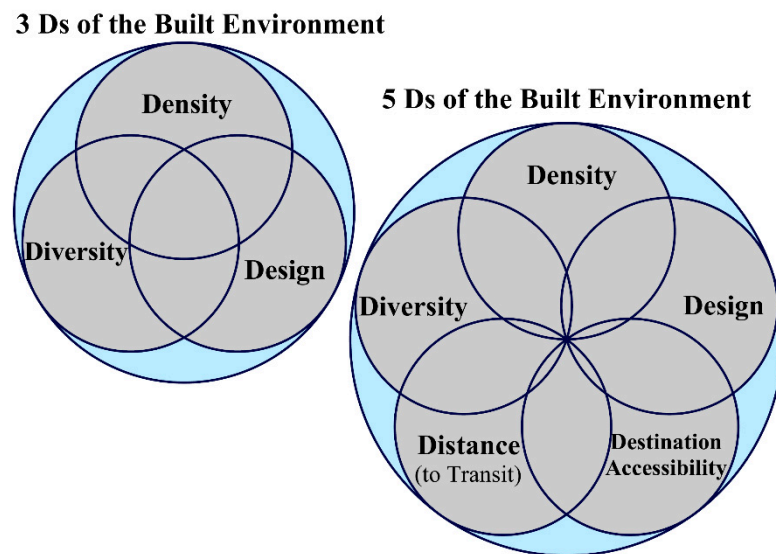 3 Ds of the Built Environment
Density
Diversity
Design
5 Ds of the Built Environment
Density
Diversity
Design
Distance
(to Transit)
Destination
Accessibility